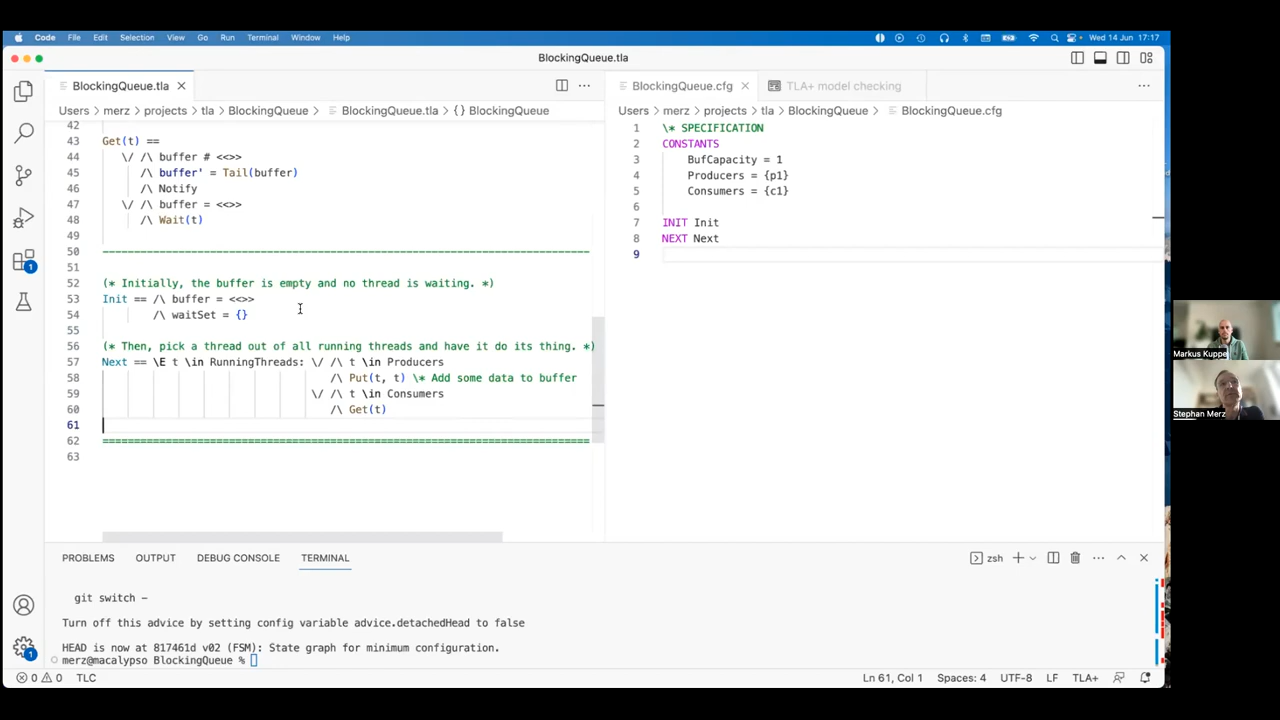 Code File Edit Selection View Go Run Terminal Window Help Wed 14 Jun 17:17
BlockingQueue.tla
BlockingQueue.tla
Users > merz > projects > tla > BlockingQueue > BlockingQueue.tla > {} BlockingQueue
42
43 Get(t) ==
44 \/ /\ buffer # <<>>
45 /\ buffer' = Tail(buffer)
46 /\ Notify
47 \/ /\ buffer = <<>>
48 /\ Wait(t)
49
50 -----------------------------------------------------------------------------
51
52 (* Initially, the buffer is empty and no thread is waiting. *)
53 Init == /\ buffer = <<>>
54 /\ waitSet = {}
55
56 (* Then, pick a thread out of all running threads and have it do its thing. *)
57 Next == \E t \in RunningThreads: \/ /\ t \in Producers
58 /\ Put(t, t) \* Add some data to buffer
59 \/ /\ t \in Consumers
60 /\ Get(t)
61
62 =============================================================================
63
BlockingQueue.cfg TLA+ model checking
Users > merz > projects > tla > BlockingQueue > BlockingQueue.cfg
1 \* SPECIFICATION
2 CONSTANTS
3 BufCapacity = 1
4 Producers = {p1}
5 Consumers = {c1}
6
7 INIT Init
8 NEXT Next
9
Markus Kuppe
Stephan Merz
PROBLEMS OUTPUT DEBUG CONSOLE TERMINAL zsh
git switch -
Turn off this advice by setting config variable advice.detachedHead to false
HEAD is now at 817461d v02 (FSM): State graph for minimum configuration.
merz@macalypso BlockingQueue %
1
1
0 0 TLC Ln 61, Col 1 Spaces: 4 UTF-8 LF TLA+